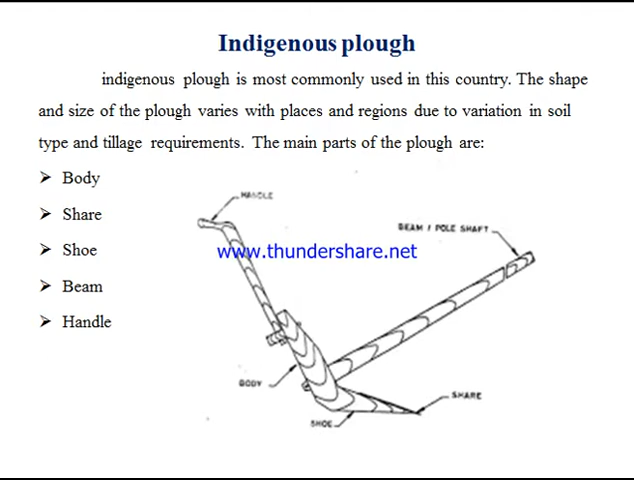 Indigenous plough
indigenous plough is most commonly used in this country. The shape
and size of the plough varies with places and regions due to variation in soil
type and tillage requirements. The main parts of the plough are:
➢ Body
➢ Share
➢ Shoe
➢ Beam
➢ Handle
HANDLE
BEAM / POLE SHAFT
www.thundershare.net
BODY
SHARE
SHOE